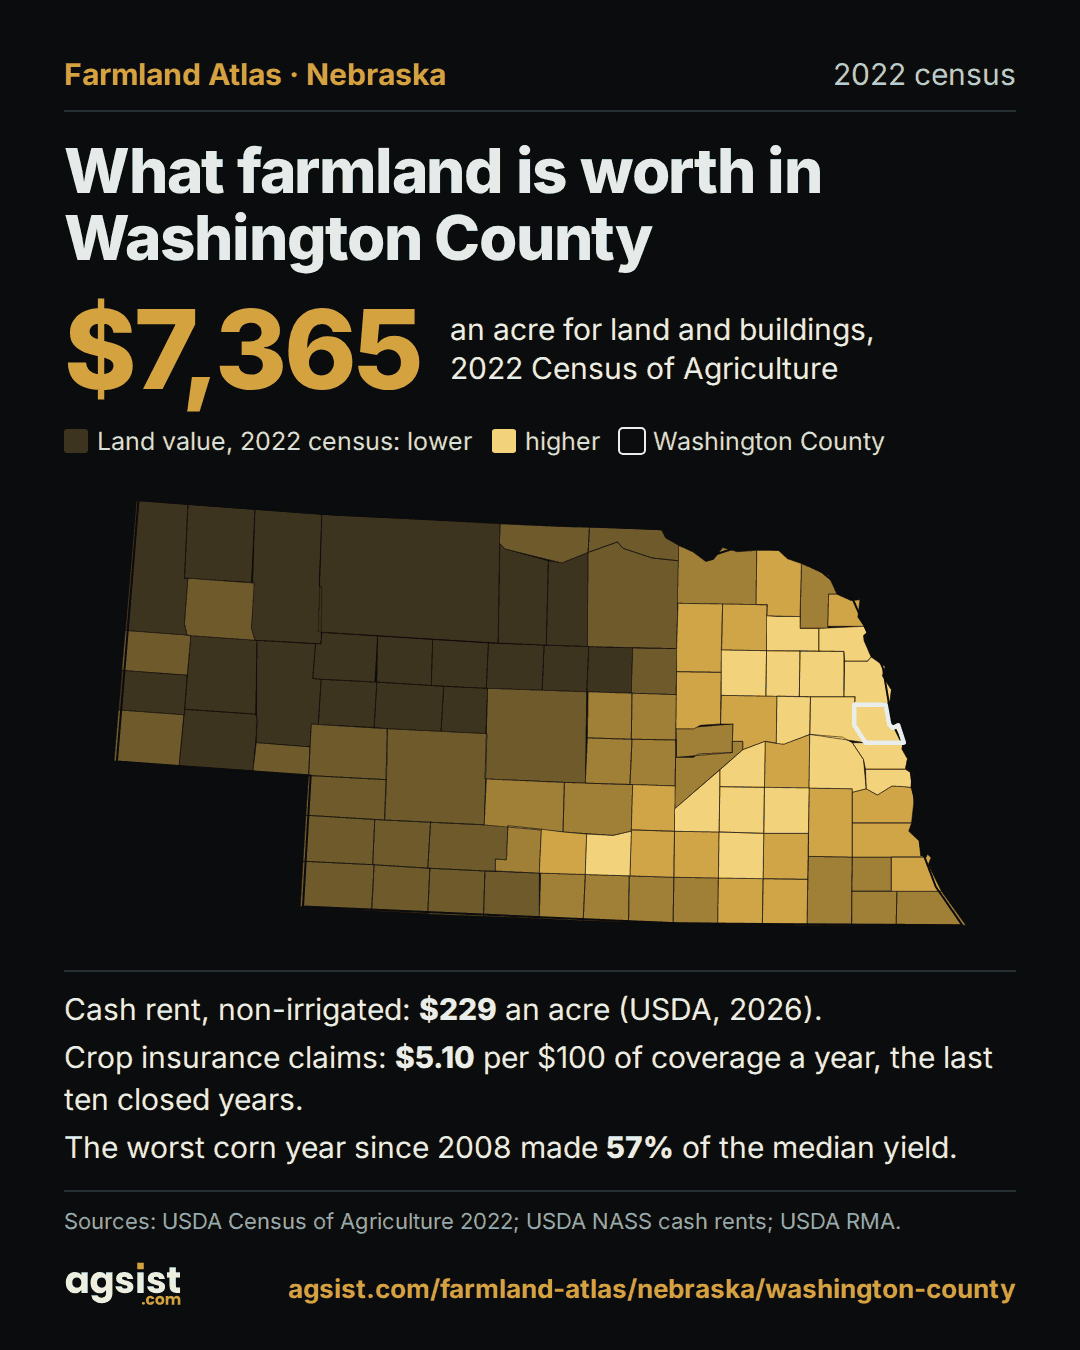 Farmland Atlas · Nebraska
2022 census
What farmland is worth in
Washington County
$7,365
an acre for land and buildings,
2022 Census of Agriculture
Land value, 2022 census: lower
higher
Washington County
Cash rent, non-irrigated: $229 an acre (USDA, 2026).
Crop insurance claims: $5.10 per $100 of coverage a year, the last
ten closed years.
The worst corn year since 2008 made 57% of the median yield.
Sources: USDA Census of Agriculture 2022; USDA NASS cash rents; USDA RMA.
agsist
.com
agsist.com/farmland-atlas/nebraska/washington-county